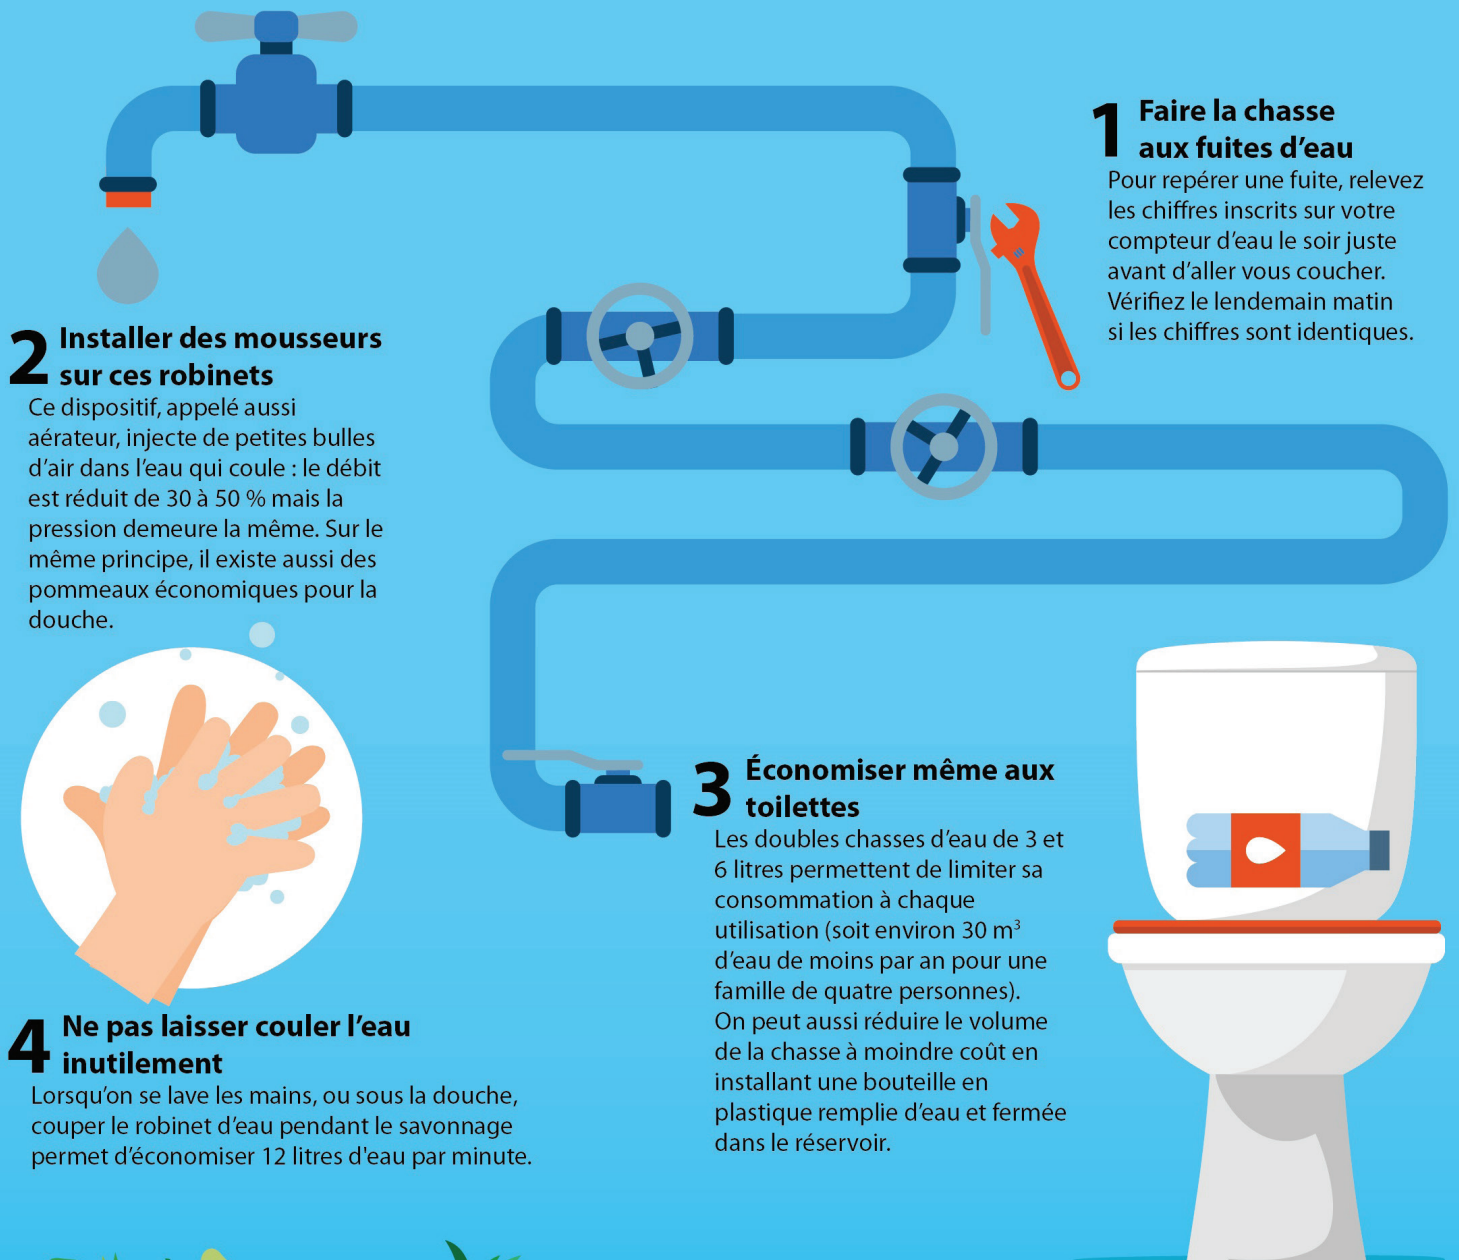 1 Faire la chasse
aux fuites d’eau
Pour repérer une fuite, relevez
les chiffres inscrits sur votre
compteur d’eau le soir juste
avant d’aller vous coucher.
Vérifiez le lendemain matin
si les chiffres sont identiques.
2 Installer des mousseurs
sur ces robinets
Ce dispositif, appelé aussi
aérateur, injecte de petites bulles
d’air dans l’eau qui coule : le débit
est réduit de 30 à 50 % mais la
pression demeure la même. Sur le
même principe, il existe aussi des
pommeaux économiques pour la
douche.
3 Économiser même aux
toilettes
Les doubles chasses d’eau de 3 et
6 litres permettent de limiter sa
consommation à chaque
utilisation (soit environ 30 m³
d’eau de moins par an pour une
famille de quatre personnes).
On peut aussi réduire le volume
de la chasse à moindre coût en
installant une bouteille en
plastique remplie d’eau et fermée
dans le réservoir.
4 Ne pas laisser couler l’eau
inutilement
Lorsqu’on se lave les mains, ou sous la douche,
couper le robinet d’eau pendant le savonnage
permet d’économiser 12 litres d'eau par minute.